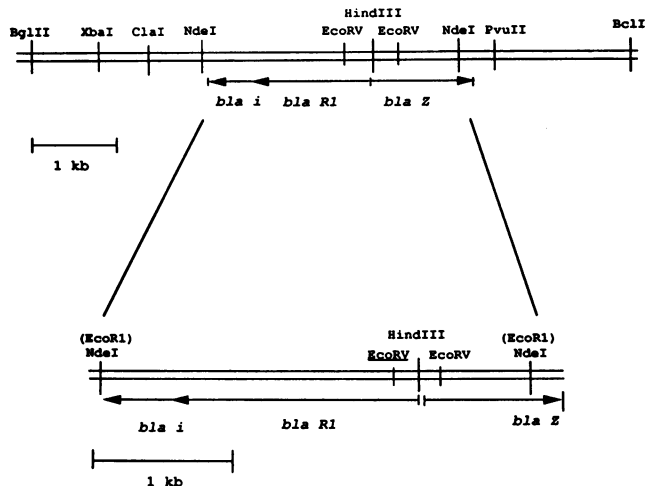 HindIII
BglII XbaI ClaI NdeI EcoRV EcoRV NdeI PvuII BclI
bla i bla R1 bla Z
1 kb
(EcoR1) HindIII (EcoR1)
NdeI EcoRV EcoRV NdeI
bla i bla R1 bla Z
1 kb